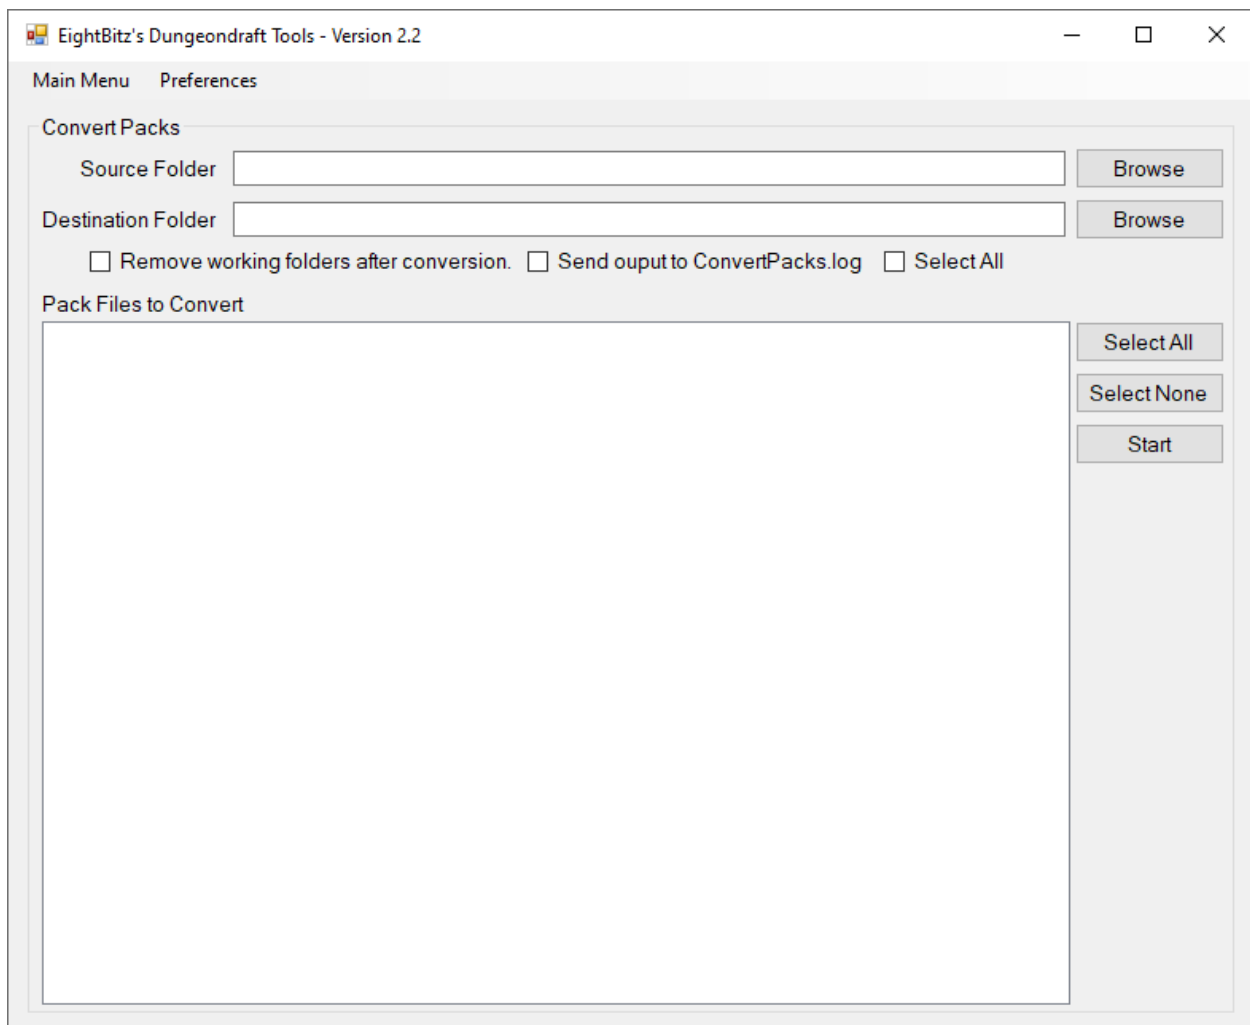 EightBitz's Dungeondraft Tools - Version 2.2
Main Menu Preferences
Convert Packs
Source Folder Browse
Destination Folder Browse
Remove working folders after conversion. Send ouput to ConvertPacks.log Select All
Pack Files to Convert
Select All
Select None
Start